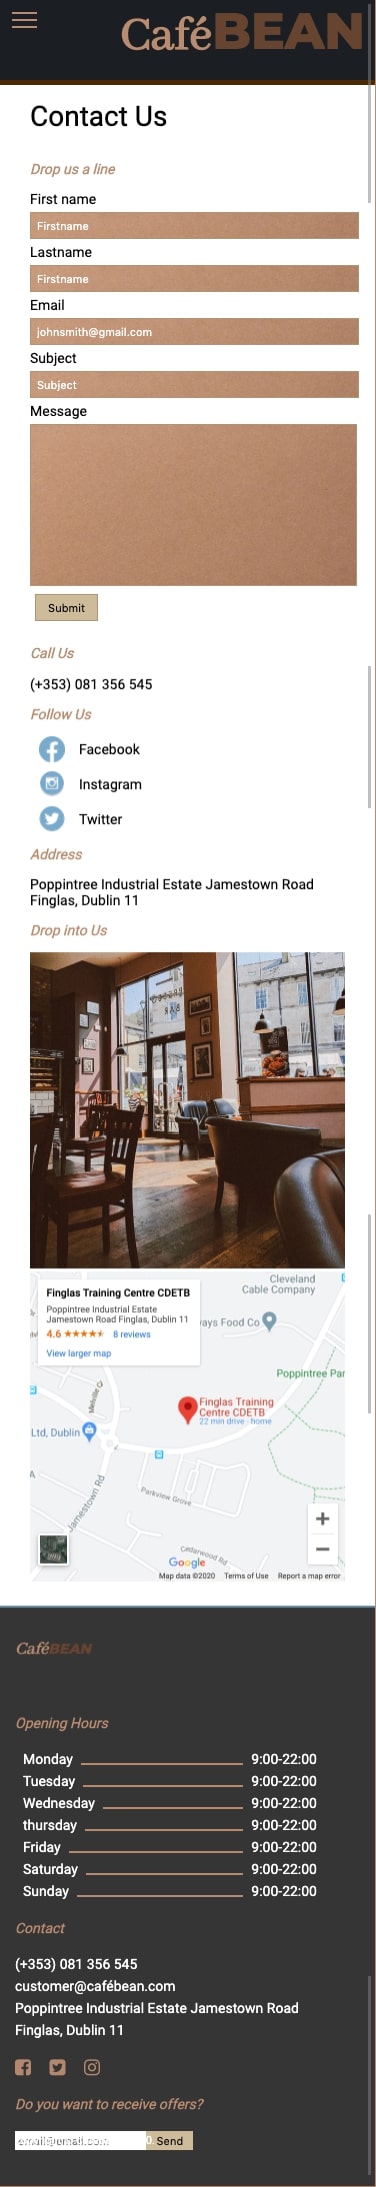 CaféBEAN
Contact Us
Drop us a line
First name
Firstname
Lastname
Firstname
Email
johnsmith@gmail.com
Subject
Subject
Message
Submit
Call Us
(+353) 081 356 545
Follow Us
Facebook
Instagram
Twitter
Address
Poppintree Industrial Estate Jamestown Road
Finglas, Dublin 11
Drop into Us
ESPRESSO
BAR
Cleveland
Cable Company
Finglas Training Centre CDETB
Poppintree Industrial Estate
Jamestown Road Finglas, Dublin 11
4.6 8 reviews
View larger map
ways Food Co
Poppintree Par
Finglas Training
Centre CDETB
22 min drive - home
Melville Cl
Ltd, Dublin
Jamestown Rd
Parkview Grove
Cedarwood Rd
Google
Map data ©2020 Terms of Use Report a map error
CaféBEAN
Opening Hours
Monday 9:00-22:00
Tuesday 9:00-22:00
Wednesday 9:00-22:00
thursday 9:00-22:00
Friday 9:00-22:00
Saturday 9:00-22:00
Sunday 9:00-22:00
Contact
(+353) 081 356 545
customer@cafébean.com
Poppintree Industrial Estate Jamestown Road
Finglas, Dublin 11
Do you want to receive offers?
Send